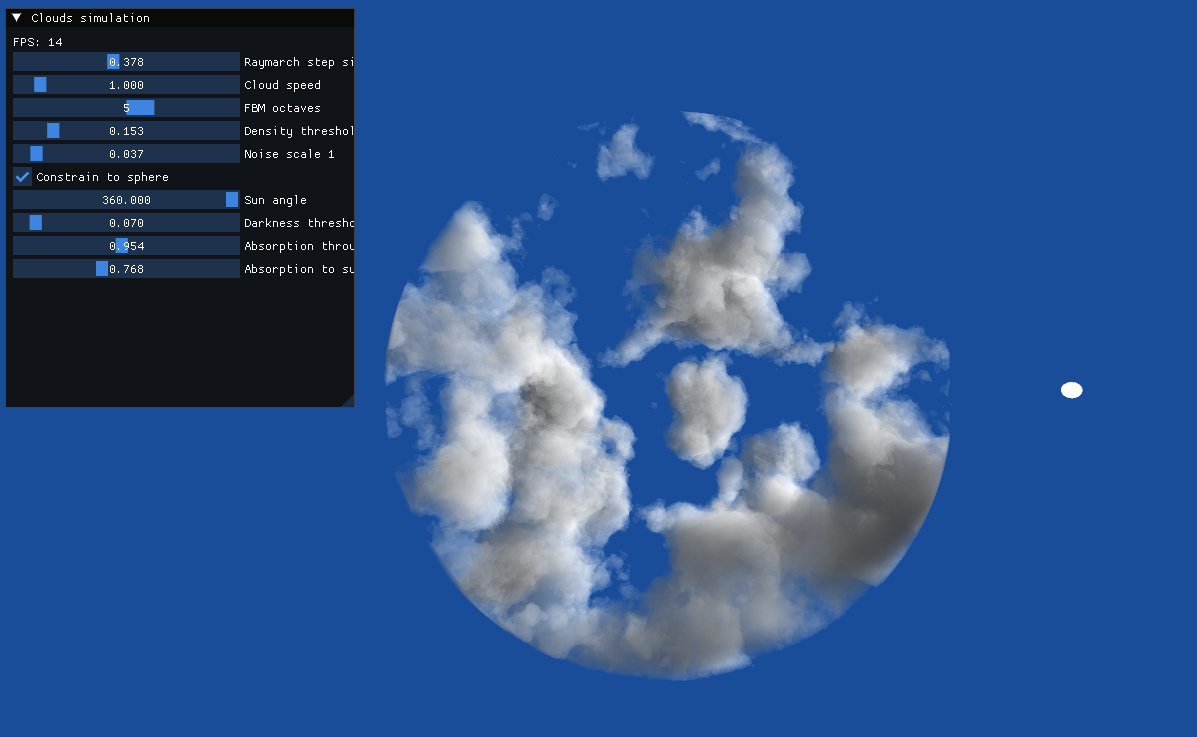 Clouds simulation
FPS: 14
0.378 Raymarch step si
1.000 Cloud speed
5 FBM octaves
0.153 Density threshol
0.037 Noise scale 1
Constrain to sphere
360.000 Sun angle
0.070 Darkness thresho
0.954 Absorption throu
0.768 Absorption to su